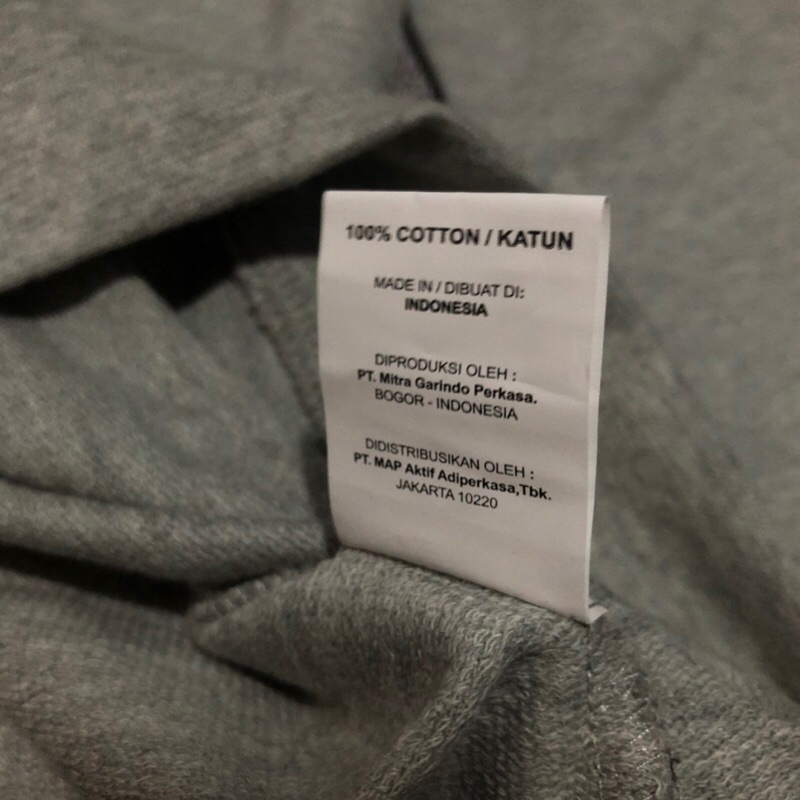 100% COTTON / KATUN
MADE IN / DIBUAT DI:
INDONESIA
DIPRODUKSI OLEH :
PT. Mitra Garindo Perkasa.
BOGOR - INDONESIA
DIDISTRIBUSIKAN OLEH :
PT. MAP Aktif Adiperkasa,Tbk.
JAKARTA 10220